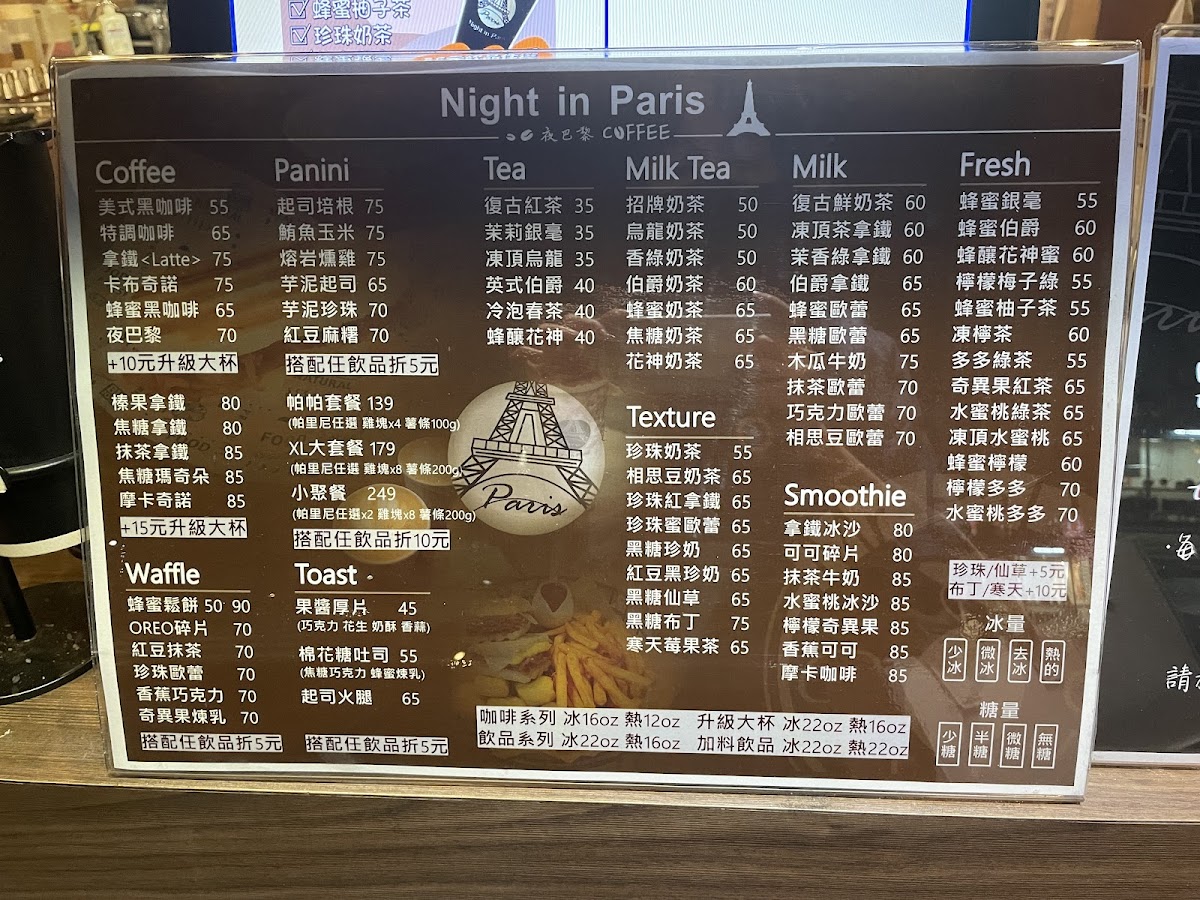 蜂蜜柚子茶
珍珠奶茶
Night in Paris
夜巴黎 COFFEE
Coffee
美式黑咖啡 55
特調咖啡 65
拿鐵<Latte> 75
卡布奇諾 75
蜂蜜黑咖啡 65
夜巴黎 70
+10元升級大杯
榛果拿鐵 80
焦糖拿鐵 80
抹茶拿鐵 85
焦糖瑪奇朵 85
摩卡奇諾 85
+15元升級大杯
Waffle
蜂蜜鬆餅 50 90
OREO碎片 70
紅豆抹茶 70
珍珠歐蕾 70
香蕉巧克力 70
奇異果煉乳 70
搭配任飲品折5元
Panini
起司培根 75
鮪魚玉米 75
熔岩燻雞 75
芋泥起司 65
芋泥珍珠 70
紅豆麻糬 70
搭配任飲品折5元
帕帕套餐 139
(帕里尼任選 雞塊x4 薯條100g)
XL大套餐 179
(帕里尼任選 雞塊x8 薯條200g)
小聚餐 249
(帕里尼任選x2 雞塊x8 薯條200g)
搭配任飲品折10元
Toast
果醬厚片 45
(巧克力 花生 奶酥 香蒜)
棉花糖吐司 55
(焦糖巧克力 蜂蜜煉乳)
起司火腿 65
搭配任飲品折5元
Tea
復古紅茶 35
茉莉銀毫 35
凍頂烏龍 35
英式伯爵 40
冷泡春茶 40
蜂釀花神 40
Paris
Milk Tea
招牌奶茶 50
烏龍奶茶 50
香綠奶茶 50
伯爵奶茶 60
蜂蜜奶茶 65
焦糖奶茶 65
花神奶茶 65
Texture
珍珠奶茶 55
相思豆奶茶 65
珍珠紅拿鐵 65
珍珠蜜歐蕾 65
黑糖珍奶 65
紅豆黑珍奶 65
黑糖仙草 65
黑糖布丁 75
寒天莓果茶 65
Milk
復古鮮奶茶 60
凍頂茶拿鐵 60
茉香綠拿鐵 60
伯爵拿鐵 65
蜂蜜歐蕾 65
黑糖歐蕾 65
木瓜牛奶 75
抹茶歐蕾 70
巧克力歐蕾 70
相思豆歐蕾 70
Smoothie
拿鐵冰沙 80
可可碎片 80
抹茶牛奶 85
水蜜桃冰沙 85
檸檬奇異果 85
香蕉可可 85
摩卡咖啡 85
Fresh
蜂蜜銀毫 55
蜂蜜伯爵 60
蜂釀花神蜜 60
檸檬梅子綠 55
蜂蜜柚子茶 55
凍檸茶 60
多多綠茶 55
奇異果紅茶 65
水蜜桃綠茶 65
凍頂水蜜桃 65
蜂蜜檸檬 60
檸檬多多 70
水蜜桃多多 70
珍珠/仙草+5元
布丁/寒天+10元
冰量
少冰 微冰 去冰 熱的
糖量
少糖 半糖 微糖 無糖
咖啡系列 冰16oz 熱12oz 升級大杯 冰22oz 熱16oz
飲品系列 冰22oz 熱16oz 加料飲品 冰22oz 熱22oz